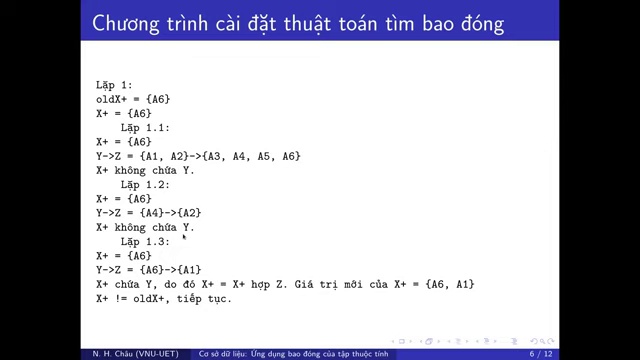 Chương trình cài đặt thuật toán tìm bao đóng
Lặp 1:
oldX+ = {A6}
X+ = {A6}
Lặp 1.1:
X+ = {A6}
Y->Z = {A1, A2}->{A3, A4, A5, A6}
X+ không chứa Y.
Lặp 1.2:
X+ = {A6}
Y->Z = {A4}->{A2}
X+ không chứa Y.
Lặp 1.3:
X+ = {A6}
Y->Z = {A6}->{A1}
X+ chứa Y, do đó X+ = X+ hợp Z. Giá trị mới của X+ = {A6, A1}
X+ != oldX+, tiếp tục.
N. H. Châu (VNU-UET) Cơ sở dữ liệu: Ứng dụng bao đóng của tập thuộc tính 6 / 12